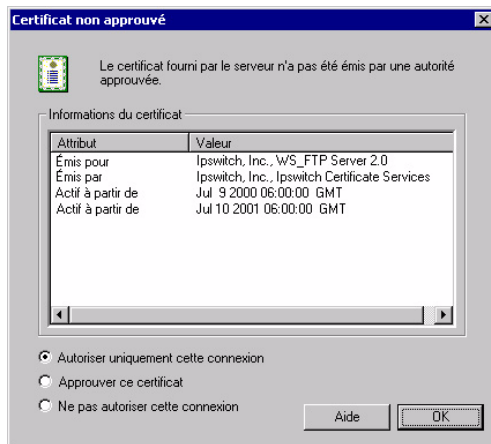 Certificat non approuvé
Le certificat fourni par le serveur n'a pas été émis par une autorité
approuvée.
Informations du certificat
Attribut Valeur
Émis pour Ipswitch, Inc., WS_FTP Server 2.0
Émis par Ipswitch, Inc., Ipswitch Certificate Services
Actif à partir de Jul 9 2000 06:00:00 GMT
Actif à partir de Jul 10 2001 06:00:00 GMT
Autoriser uniquement cette connexion
Approuver ce certificat
Ne pas autoriser cette connexion
Aide OK